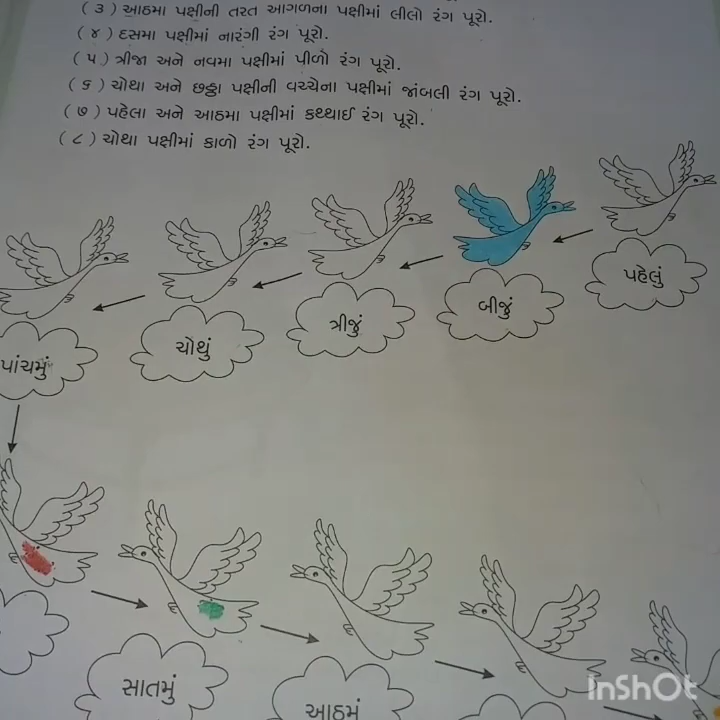 (૩) આઠમા પક્ષીની તરત આગળના પક્ષીમાં લીલો રંગ પૂરો.
(૪) દસમા પક્ષીમાં નારંગી રંગ પૂરો.
(૫) ત્રીજા અને નવમા પક્ષીમાં પીળો રંગ પૂરો.
(૬) ચોથા અને છઠ્ઠા પક્ષીની વચ્ચેના પક્ષીમાં જાંબલી રંગ પૂરો.
(૭) પહેલા અને આઠમા પક્ષીમાં કથ્થાઈ રંગ પૂરો.
(૮) ચોથા પક્ષીમાં કાળો રંગ પૂરો.
પહેલું
બીજું
ત્રીજું
ચોથું
પાંચમું
સાતમું
આઠમું
InShOt